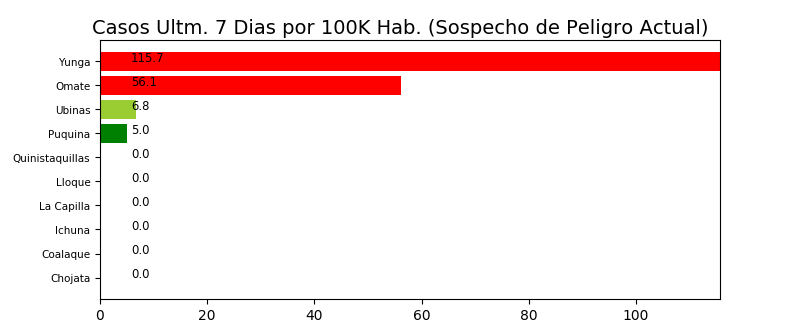 Casos Ultm. 7 Dias por 100K Hab. (Sospecho de Peligro Actual)
Yunga 115.7
Omate 56.1
Ubinas 6.8
Puquina 5.0
Quinistaquillas 0.0
Lloque 0.0
La Capilla 0.0
Ichuna 0.0
Coalaque 0.0
Chojata 0.0
0 20 40 60 80 100